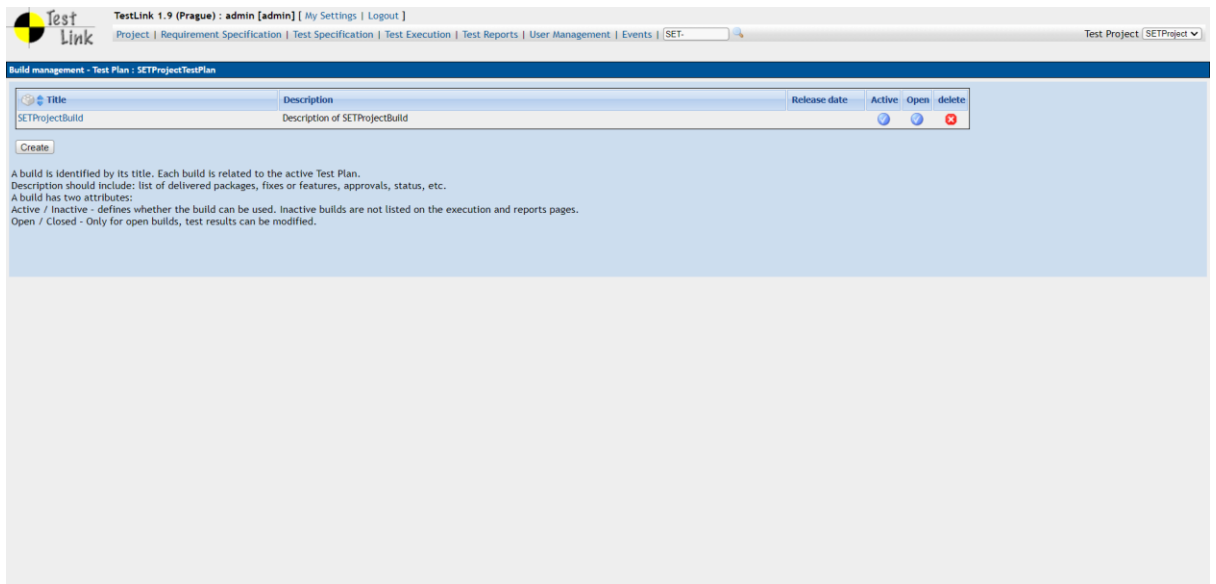 Test Link
TestLink 1.9 (Prague) : admin [admin] [ My Settings | Logout ]
Project | Requirement Specification | Test Specification | Test Execution | Test Reports | User Management | Events | SET-
Test Project SETProject
Build management - Test Plan : SETProjectTestPlan
Title Description Release date Active Open delete
SETProjectBuild Description of SETProjectBuild
Create
A build is identified by its title. Each build is related to the active Test Plan.
Description should include: list of delivered packages, fixes or features, approvals, status, etc.
A build has two attributes:
Active / Inactive - defines whether the build can be used. Inactive builds are not listed on the execution and reports pages.
Open / Closed - Only for open builds, test results can be modified.